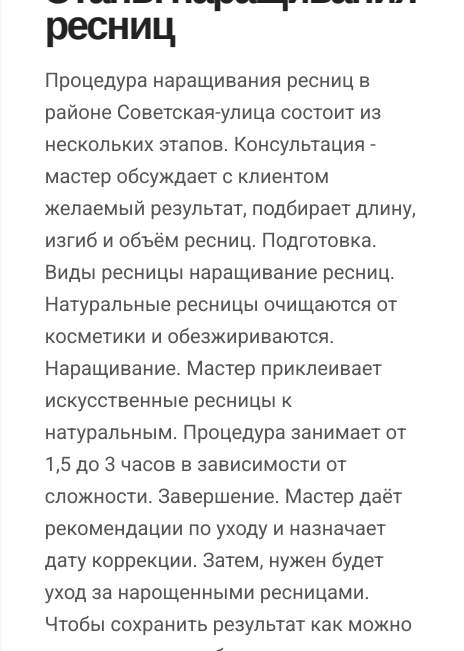 Этапы наращивания
ресниц
Процедура наращивания ресниц в
районе Советская-улица состоит из
нескольких этапов. Консультация -
мастер обсуждает с клиентом
желаемый результат, подбирает длину,
изгиб и объём ресниц. Подготовка.
Виды ресницы наращивание ресниц.
Натуральные ресницы очищаются от
косметики и обезжириваются.
Наращивание. Мастер приклеивает
искусственные ресницы к
натуральным. Процедура занимает от
1,5 до 3 часов в зависимости от
сложности. Завершение. Мастер даёт
рекомендации по уходу и назначает
дату коррекции. Затем, нужен будет
уход за нарощенными ресницами.
Чтобы сохранить результат как можно